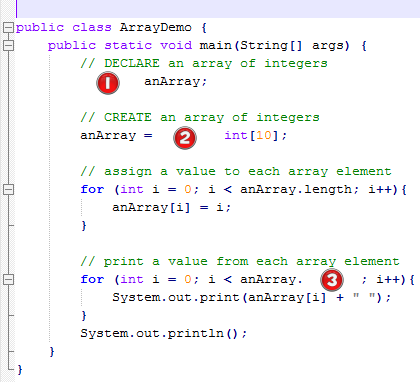 public class ArrayDemo {
public static void main(String[] args) {
// DECLARE an array of integers
1 anArray;
// CREATE an array of integers
anArray = 2 int[10];
// assign a value to each array element
for (int i = 0; i < anArray.length; i++){
anArray[i] = i;
}
// print a value from each array element
for (int i = 0; i < anArray. 3 ; i++){
System.out.print(anArray[i] + " ");
}
System.out.println();
}
}